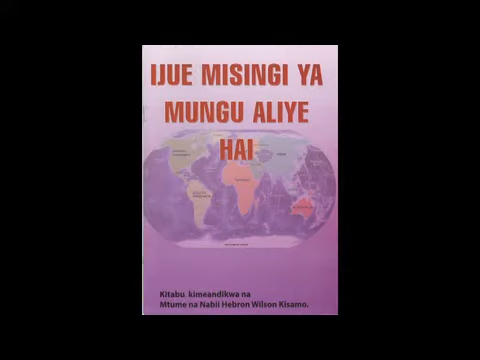 IJUE MISINGI YA
MUNGU ALIYE
HAI
Kitabu kimeandikwa na
Mtume na Nabii Hebron Wilson Kisamo.